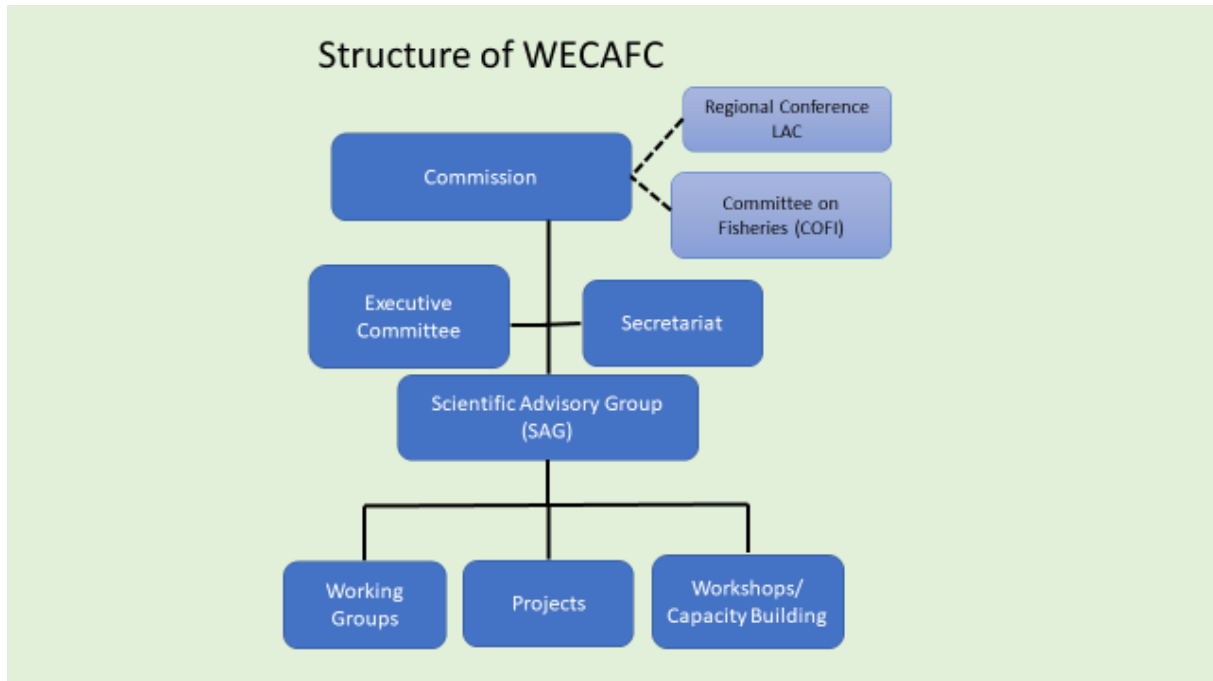 Structure of WECAFC
Regional Conference
LAC
Commission
Committee on
Fisheries (COFI)
Executive
Committee
Secretariat
Scientific Advisory Group
(SAG)
Working
Groups
Projects
Workshops/
Capacity Building